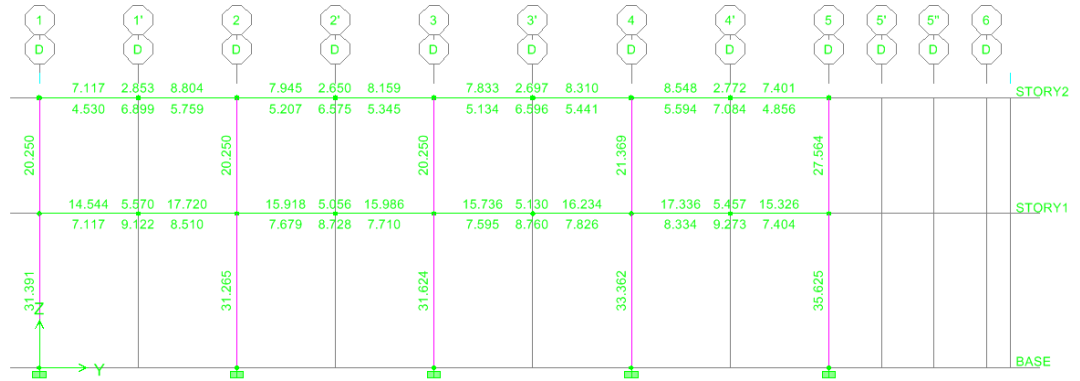 1 1' 2 2' 3 3' 4 4' 5 5' 5" 6
D D D D D D D D D D D D
7.117 2.853 8.804 7.945 2.650 8.159 7.833 2.697 8.310 8.548 2.772 7.401
STORY2
4.530 6.899 5.759 5.207 6.575 5.345 5.134 6.596 5.441 5.594 7.084 4.856
20.250 20.250 20.250 21.369 27.564
14.544 5.570 17.720 15.918 5.056 15.986 15.736 5.130 16.234 17.336 5.457 15.326
STORY1
7.117 9.122 8.510 7.679 8.728 7.710 7.595 8.760 7.826 8.334 9.273 7.404
31.391 31.265 31.624 33.362 35.625
Z
Y
BASE